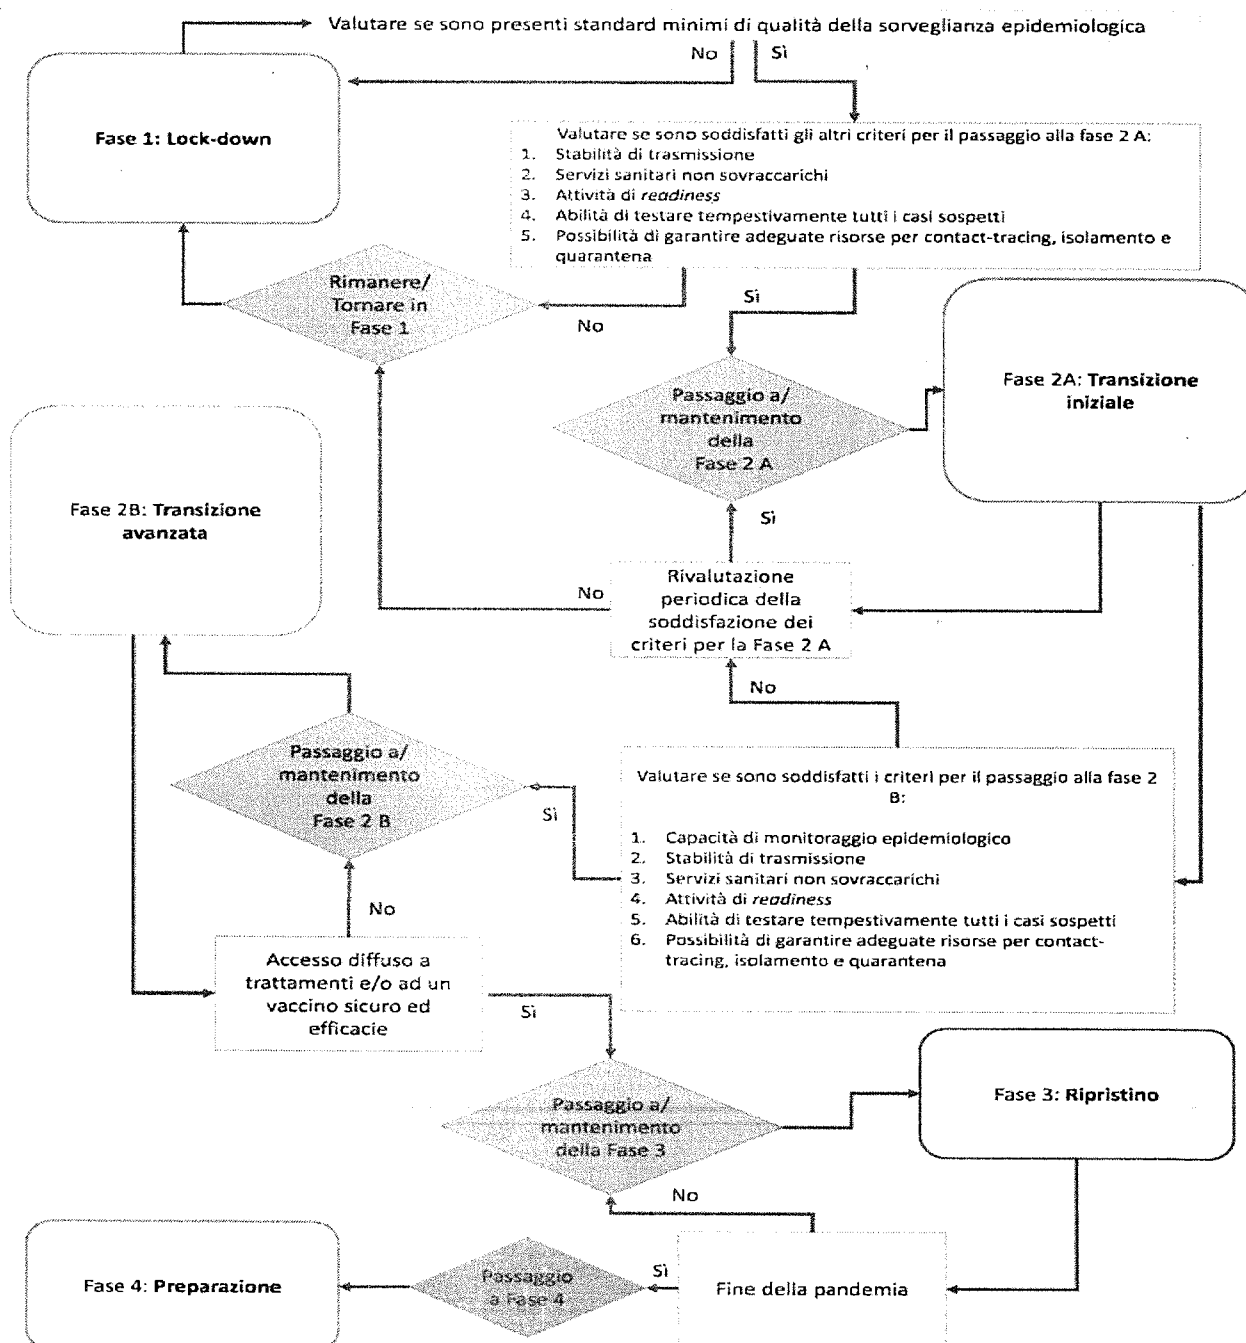 Valutare se sono presenti standard minimi di qualità della sorveglianza epidemiologica
No
Sì
Fase 1: Lock-down
Valutare se sono soddisfatti gli altri criteri per il passaggio alla fase 2 A:
1. Stabilità di trasmissione
2. Servizi sanitari non sovraccarichi
3. Attività di readiness
4. Abilità di testare tempestivamente tutti i casi sospetti
5. Possibilità di garantire adeguate risorse per contact-tracing, isolamento e
quarantena
Rimanere/
Tornare in
Fase 1
No
Sì
Passaggio a/
mantenimento
della
Fase 2 A
Fase 2A: Transizione
iniziale
Fase 2B: Transizione
avanzata
Sì
No
Rivalutazione
periodica della
soddisfazione dei
criteri per la Fase 2 A
No
Passaggio a/
mantenimento
della
Fase 2 B
Sì
Valutare se sono soddisfatti i criteri per il passaggio alla fase 2
B:
1. Capacità di monitoraggio epidemiologico
2. Stabilità di trasmissione
3. Servizi sanitari non sovraccarichi
4. Attività di readiness
5. Abilità di testare tempestivamente tutti i casi sospetti
6. Possibilità di garantire adeguate risorse per contact-
tracing, isolamento e quarantena
No
Accesso diffuso a
trattamenti e/o ad un
vaccino sicuro ed
efficacie
Sì
Passaggio a/
mantenimento
della Fase 3
Fase 3: Ripristino
No
Fase 4: Preparazione
Passaggio
a Fase 4
Sì
Fine della pandemia